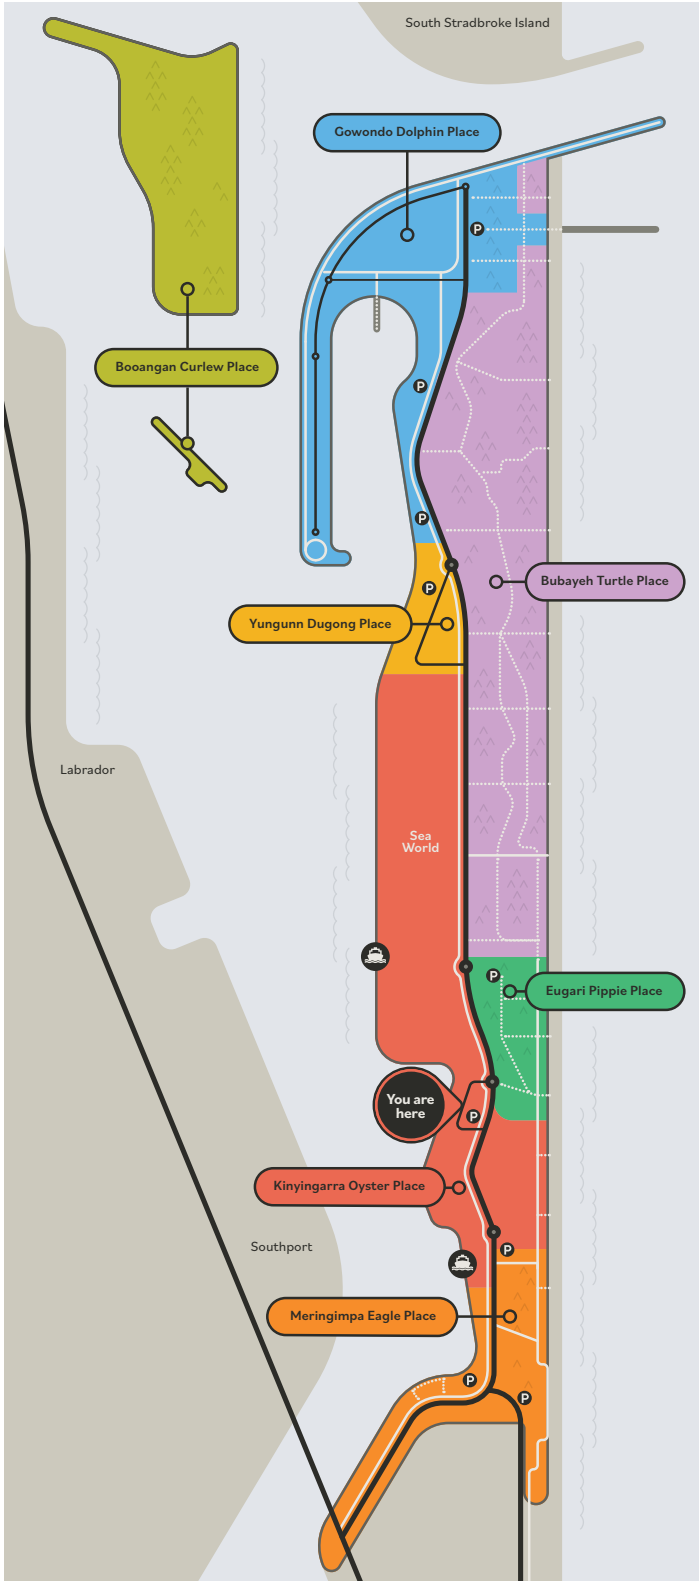 South Stradbroke Island
Gowondo Dolphin Place
P
Booangan Curlew Place
P
P
Bubayeh Turtle Place
P
Yungunn Dugong Place
Labrador
Sea
World
P
Eugari Pippie Place
You are
here
P
Kinyingarra Oyster Place
Southport
P
Meringimpa Eagle Place
P
P